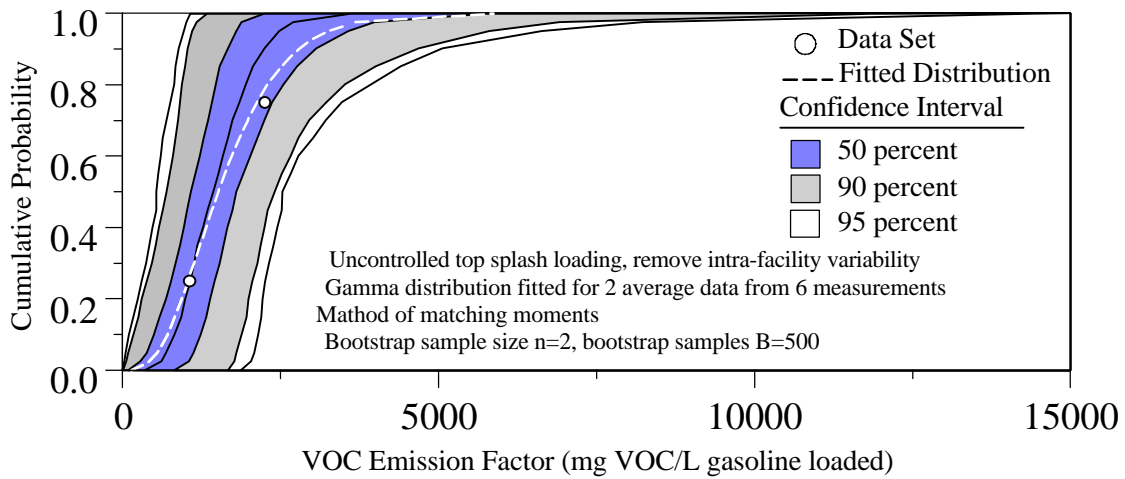 1.0
0.8
0.6
0.4
0.2
0.0
Cumulative Probability
Data Set
Fitted Distribution
Confidence Interval
50 percent
90 percent
95 percent
Uncontrolled top splash loading, remove intra-facility variability
Gamma distribution fitted for 2 average data from 6 measurements
Mathod of matching moments
Bootstrap sample size n=2, bootstrap samples B=500
0
5000
10000
15000
VOC Emission Factor (mg VOC/L gasoline loaded)